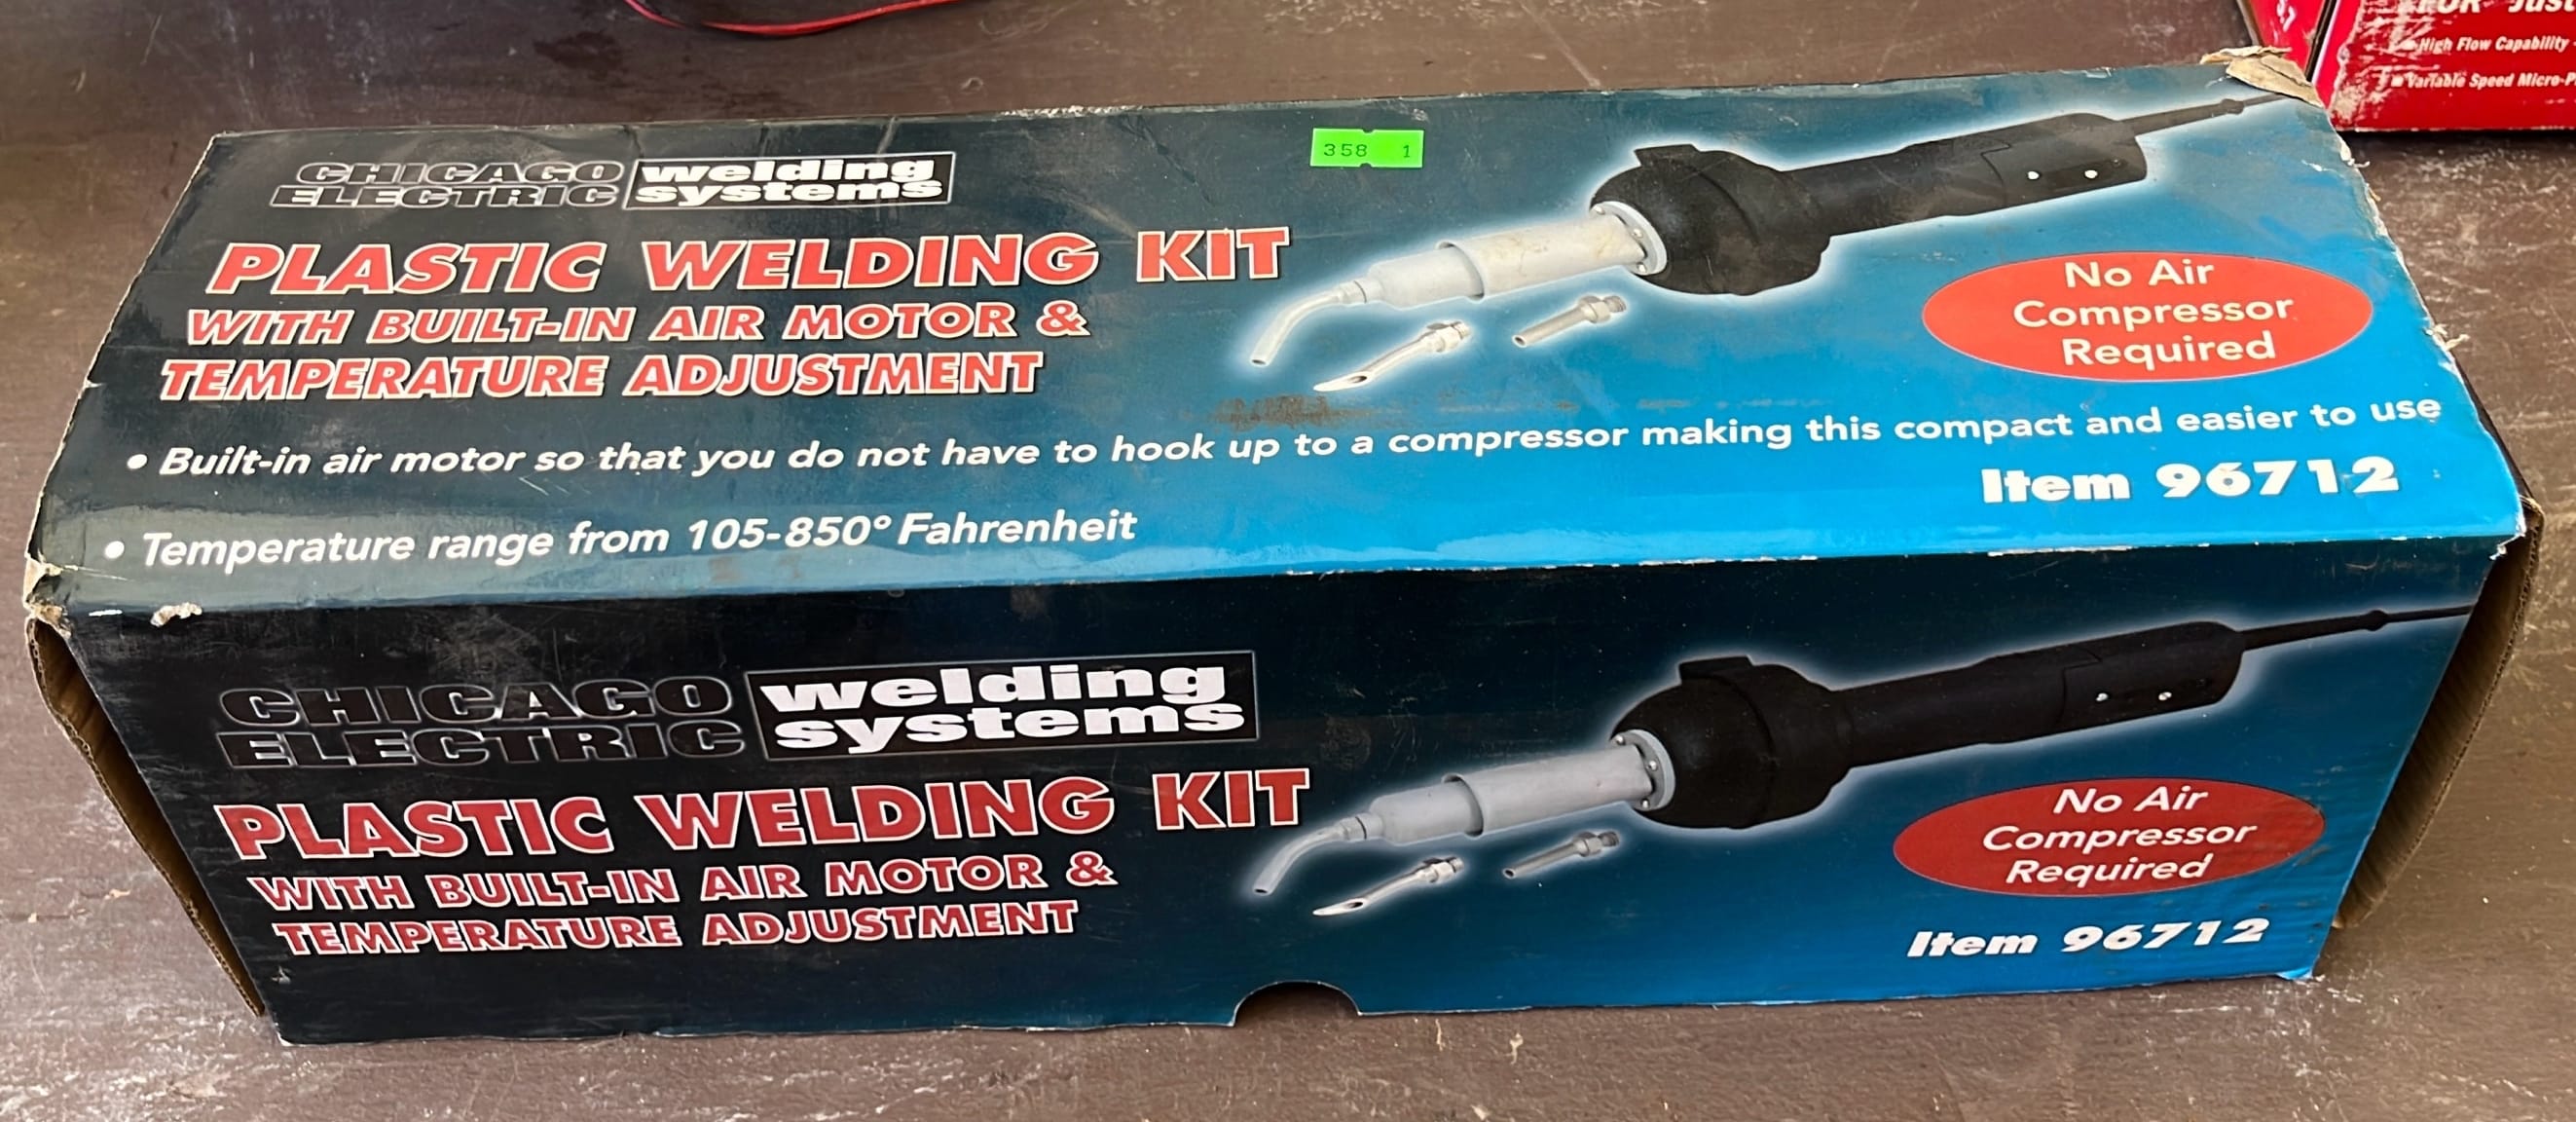 High Flow Capability
Variable Speed Micro-P
358 1
CHICAGO ELECTRIC welding systems
PLASTIC WELDING KIT
WITH BUILT-IN AIR MOTOR &
TEMPERATURE ADJUSTMENT
No Air
Compressor
Required
• Built-in air motor so that you do not have to hook up to a compressor making this compact and easier to use
Item 96712
• Temperature range from 105-850° Fahrenheit
CHICAGO ELECTRIC welding systems
PLASTIC WELDING KIT
WITH BUILT-IN AIR MOTOR &
TEMPERATURE ADJUSTMENT
No Air
Compressor
Required
Item 96712